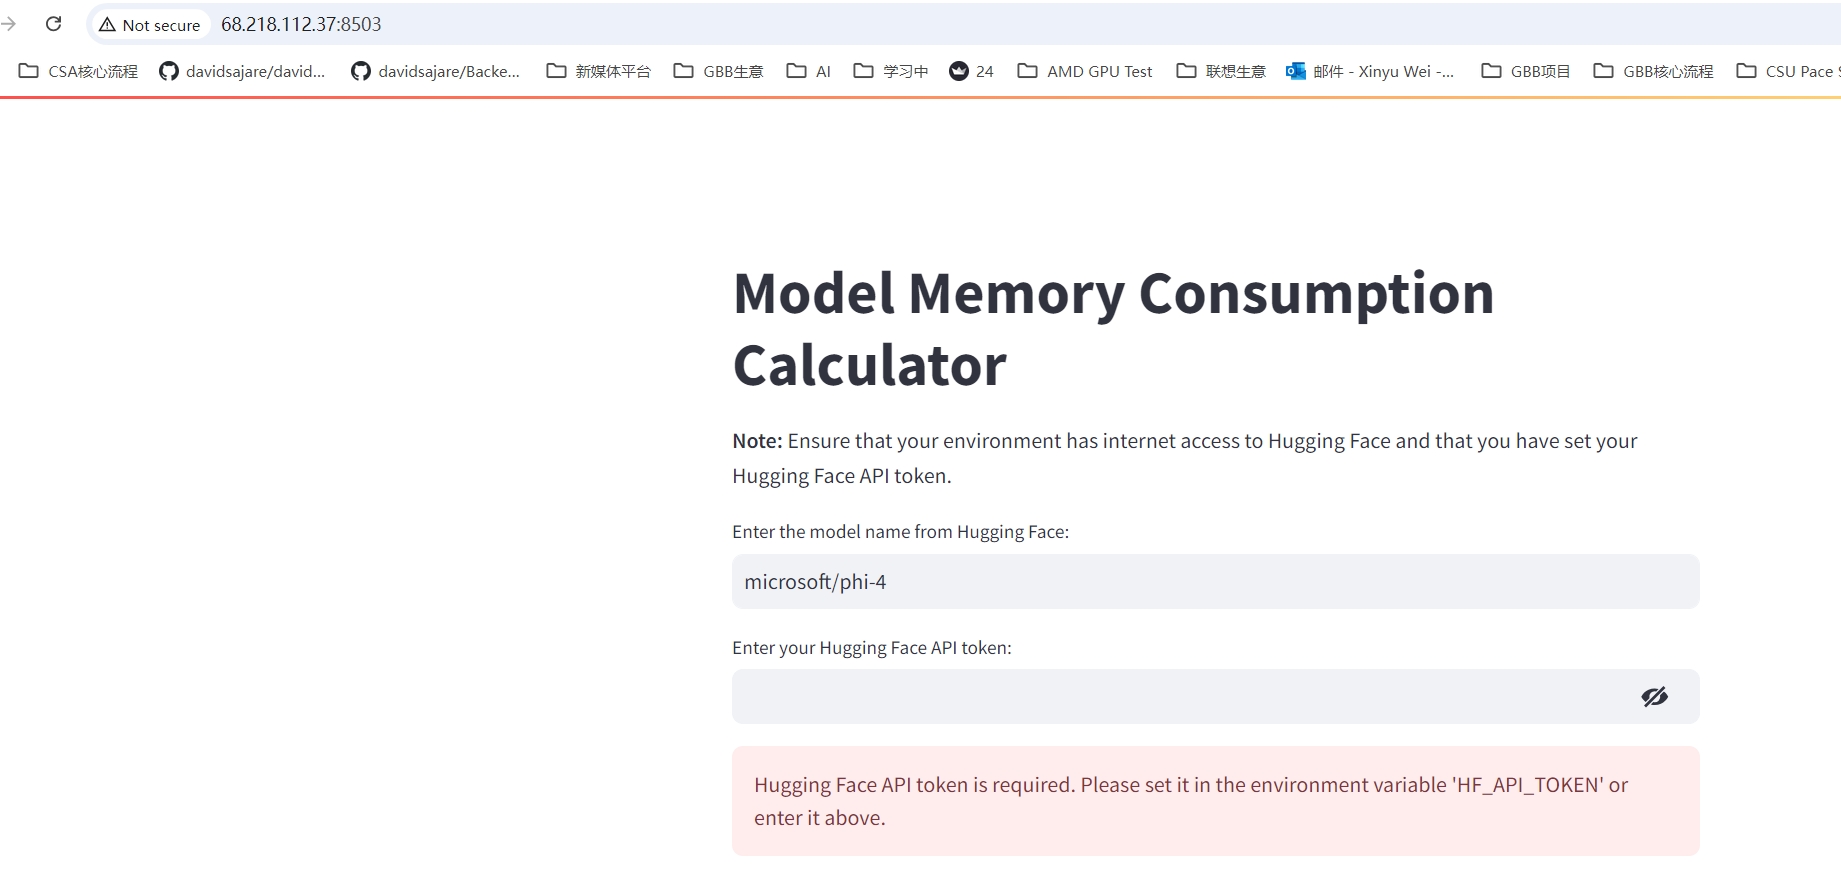 Not secure 68.218.112.37:8503
CSA核心流程 davidsajare/david... davidsajare/Backe... 新媒体平台 GBB生意 AI 学习中 24 AMD GPU Test 联想生意 邮件 - Xinyu Wei -... GBB项目 GBB核心流程 CSU Pace S
Model Memory Consumption
Calculator
Note: Ensure that your environment has internet access to Hugging Face and that you have set your
Hugging Face API token.
Enter the model name from Hugging Face:
microsoft/phi-4
Enter your Hugging Face API token:
Hugging Face API token is required. Please set it in the environment variable 'HF_API_TOKEN' or
enter it above.